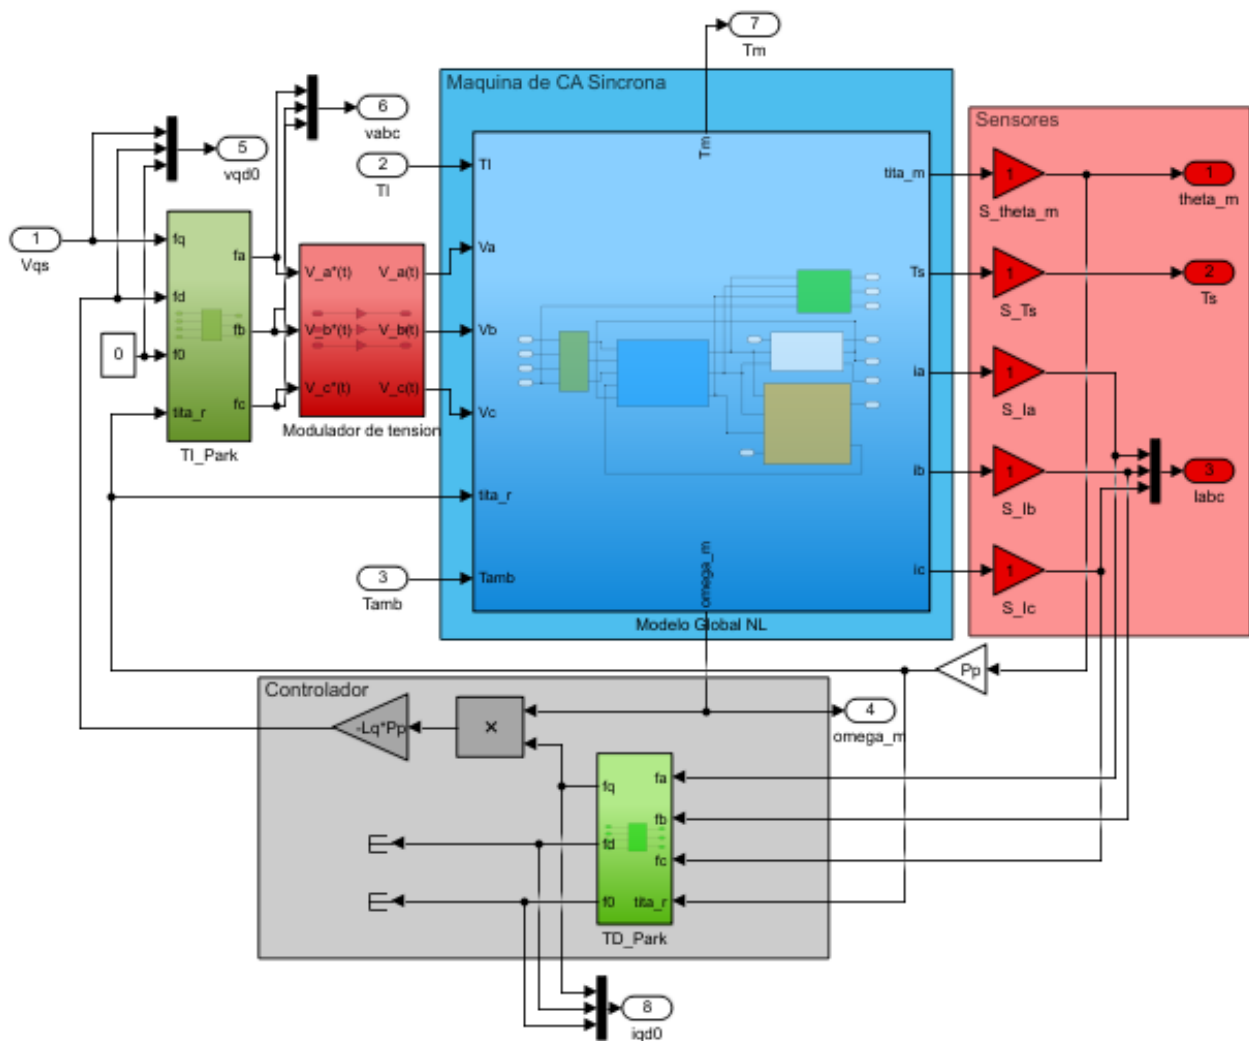 7
Tm
Maquina de CA Sincrona
6
vabc
5
vqd0
2
Tl
1
Vqs
fq
fd
f0
tita_r
fa
fb
fc
0
TI_Park
V_a*(t)
V_b*(t)
V_c*(t)
V_a(t)
V_b(t)
V_c(t)
Modulador de tension
Tl
Va
Vb
Vc
tita_r
Tamb
Tm
omega_m
tita_m
Ts
ia
ib
ic
Modelo Global NL
3
Tamb
Sensores
1
S_theta_m
1
theta_m
1
S_Ts
2
Ts
1
S_Ia
1
S_Ib
3
Iabc
1
S_Ic
Pp
Controlador
-Lq*Pp
×
4
omega_m
fq
fd
f0
fa
fb
fc
tita_r
TD_Park
8
iqd0